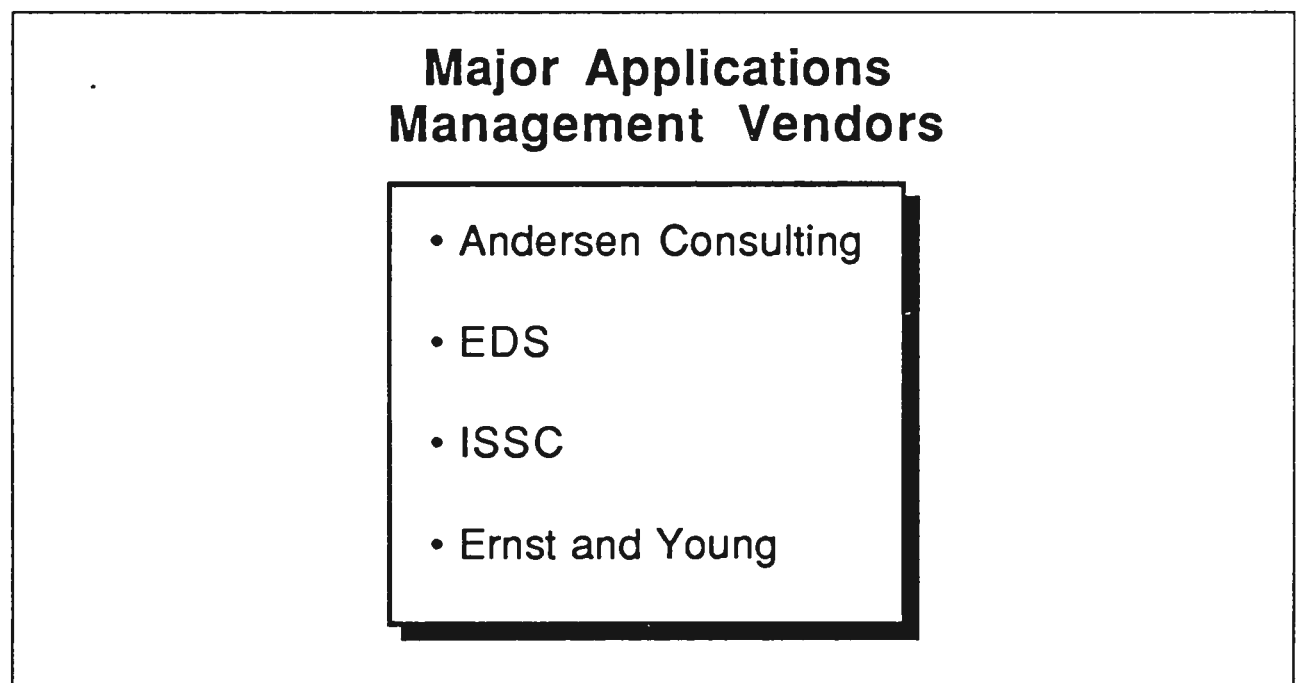 Major Applications
Management Vendors
• Andersen Consulting
• EDS
• ISSC
• Ernst and Young